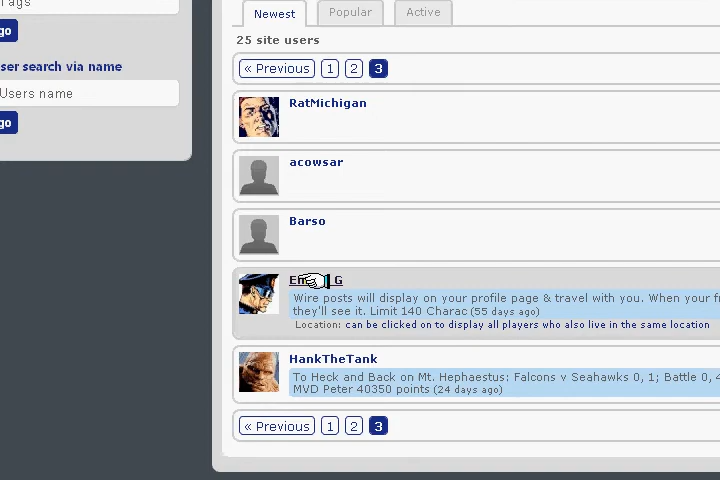 Tags
go
ser search via name
Users name
go
Newest
Popular
Active
25 site users
« Previous 1 2 3
RatMichigan
acowsar
Barso
G
Wire posts will display on your profile page & travel with you. When your fr
they'll see it. Limit 140 Charac (55 days ago)
Location: can be clicked on to display all players who also live in the same location
HankTheTank
To Heck and Back on Mt. Hephaestus: Falcons v Seahawks 0, 1; Battle 0, 4
MVD Peter 40350 points (24 days ago)
« Previous 1 2 3